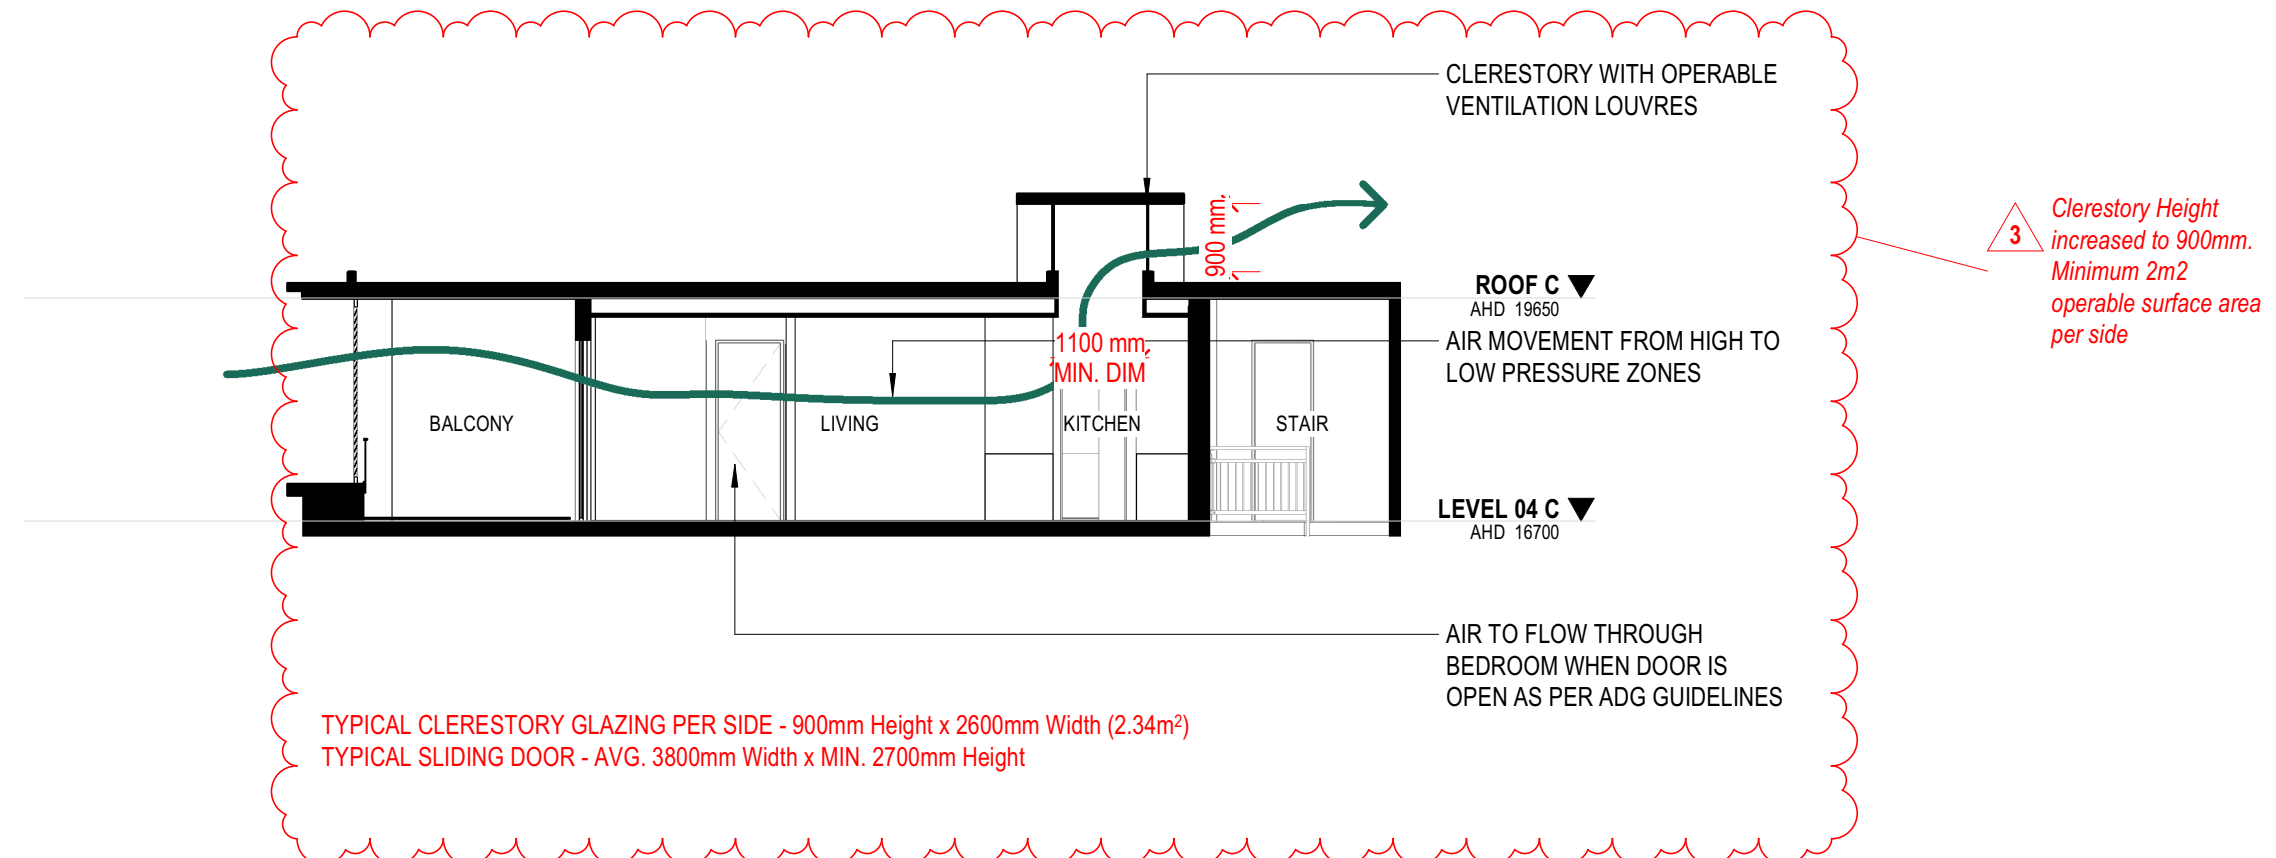 CLERESTORY WITH OPERABLE
VENTILATION LOUVRES
900 mm
3
Clerestory Height
increased to 900mm.
Minimum 2m2
operable surface area
per side
ROOF C
AHD 19650
AIR MOVEMENT FROM HIGH TO
LOW PRESSURE ZONES
1100 mm
MIN. DIM
BALCONY
LIVING
KITCHEN
STAIR
LEVEL 04 C
AHD 16700
AIR TO FLOW THROUGH
BEDROOM WHEN DOOR IS
OPEN AS PER ADG GUIDELINES
TYPICAL CLERESTORY GLAZING PER SIDE - 900mm Height x 2600mm Width (2.34m²)
TYPICAL SLIDING DOOR - AVG. 3800mm Width x MIN. 2700mm Height